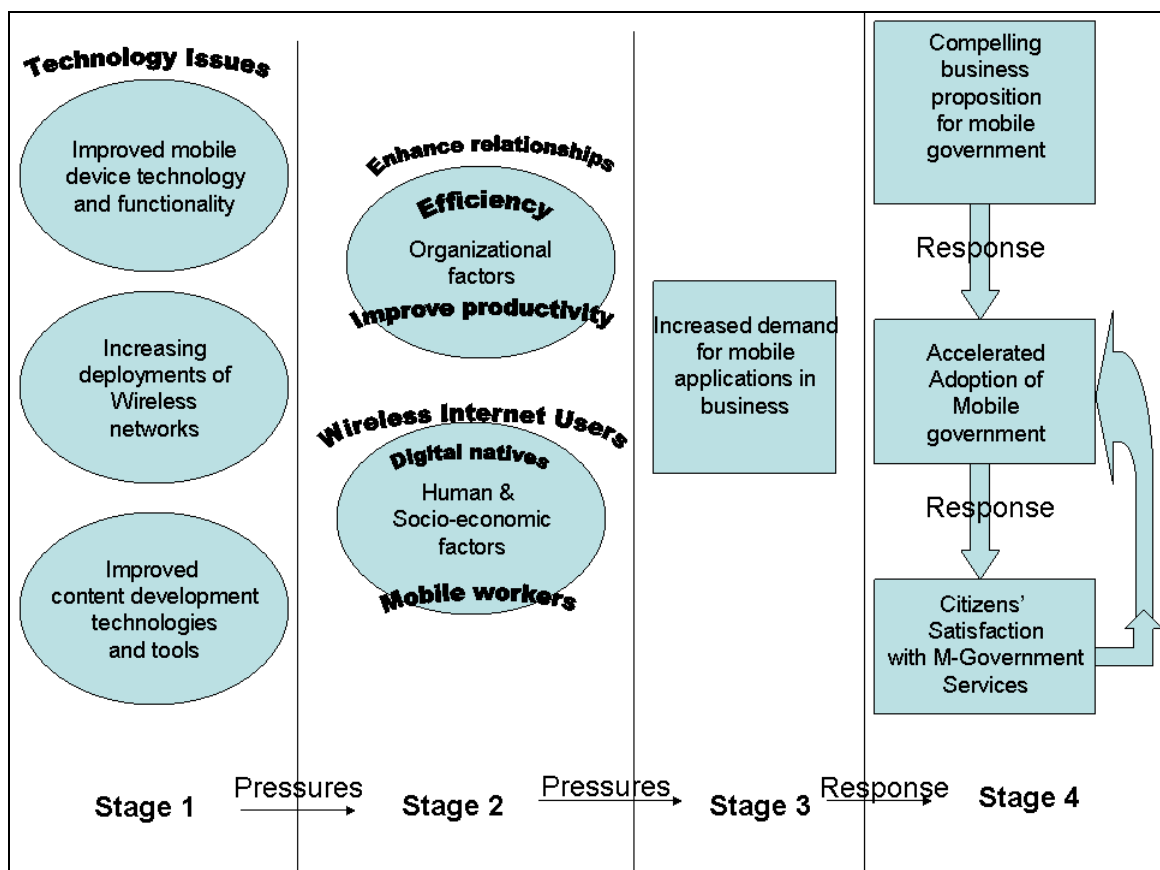 Technology Issues
Improved mobile
device technology
and functionality
Increasing
deployments of
Wireless
networks
Improved
content development
technologies
and tools
Enhance relationships
Efficiency
Organizational
factors
Improve productivity
Wireless Internet Users
Digital natives
Human &
Socio-economic
factors
Mobile workers
Increased demand
for mobile
applications in
business
Compelling
business
proposition
for mobile
government
Response
Accelerated
Adoption of
Mobile
government
Response
Citizens’
Satisfaction
with M-Government
Services
Stage 1
Pressures
Stage 2
Pressures
Stage 3
Response
Stage 4